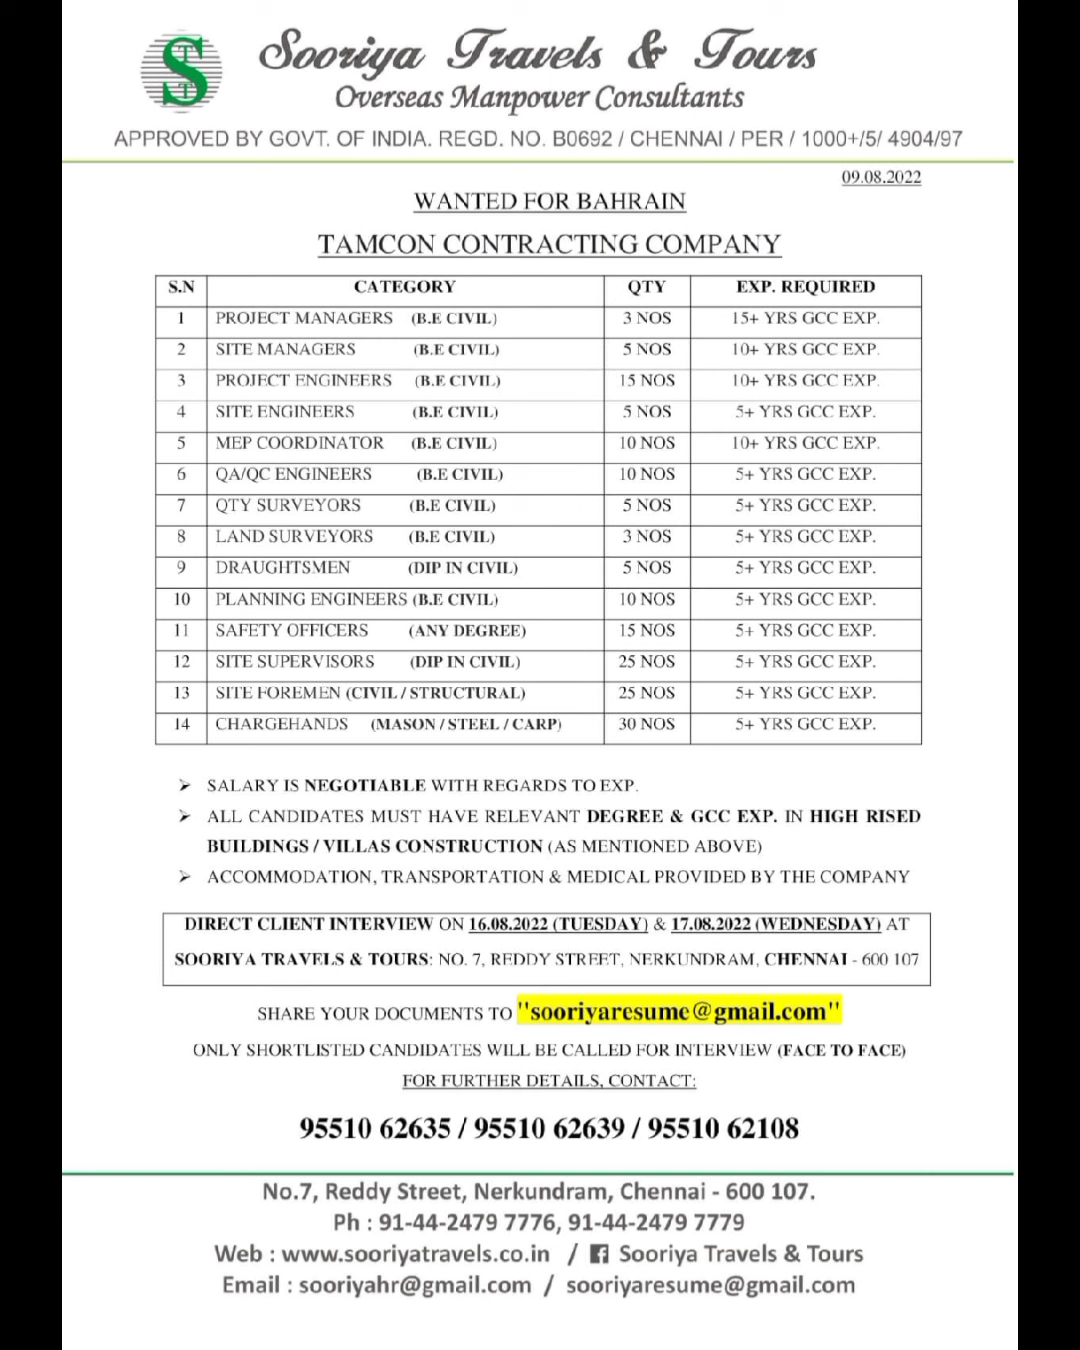 Sooriya Travels & Tours
Overseas Manpower Consultants
APPROVED BY GOVT. OF INDIA. REGD. NO. B0692 / CHENNAI / PER / 1000+/5/ 4904/97
09.08.2022
WANTED FOR BAHRAIN
TAMCON CONTRACTING COMPANY
S.N CATEGORY QTY EXP. REQUIRED
1 PROJECT MANAGERS (B.E CIVIL) 3 NOS 15+ YRS GCC EXP.
2 SITE MANAGERS (B.E CIVIL) 5 NOS 10+ YRS GCC EXP.
3 PROJECT ENGINEERS (B.E CIVIL) 15 NOS 10+ YRS GCC EXP.
4 SITE ENGINEERS (B.E CIVIL) 5 NOS 5+ YRS GCC EXP.
5 MEP COORDINATOR (B.E CIVIL) 10 NOS 10+ YRS GCC EXP.
6 QA/QC ENGINEERS (B.E CIVIL) 10 NOS 5+ YRS GCC EXP.
7 QTY SURVEYORS (B.E CIVIL) 5 NOS 5+ YRS GCC EXP.
8 LAND SURVEYORS (B.E CIVIL) 3 NOS 5+ YRS GCC EXP.
9 DRAUGHTSMEN (DIP IN CIVIL) 5 NOS 5+ YRS GCC EXP.
10 PLANNING ENGINEERS (B.E CIVIL) 10 NOS 5+ YRS GCC EXP.
11 SAFETY OFFICERS (ANY DEGREE) 15 NOS 5+ YRS GCC EXP.
12 SITE SUPERVISORS (DIP IN CIVIL) 25 NOS 5+ YRS GCC EXP.
13 SITE FOREMEN (CIVIL / STRUCTURAL) 25 NOS 5+ YRS GCC EXP.
14 CHARGEHANDS (MASON / STEEL / CARP) 30 NOS 5+ YRS GCC EXP.
➢ SALARY IS NEGOTIABLE WITH REGARDS TO EXP.
➢ ALL CANDIDATES MUST HAVE RELEVANT DEGREE & GCC EXP. IN HIGH RISED
BUILDINGS / VILLAS CONSTRUCTION (AS MENTIONED ABOVE)
➢ ACCOMMODATION, TRANSPORTATION & MEDICAL PROVIDED BY THE COMPANY
DIRECT CLIENT INTERVIEW ON 16.08.2022 (TUESDAY) & 17.08.2022 (WEDNESDAY) AT
SOORIYA TRAVELS & TOURS: NO. 7, REDDY STREET, NERKUNDRAM, CHENNAI - 600 107
SHARE YOUR DOCUMENTS TO "sooriyaresume@gmail.com"
ONLY SHORTLISTED CANDIDATES WILL BE CALLED FOR INTERVIEW (FACE TO FACE)
FOR FURTHER DETAILS, CONTACT:
95510 62635 / 95510 62639 / 95510 62108
No.7, Reddy Street, Nerkundram, Chennai - 600 107.
Ph : 91-44-2479 7776, 91-44-2479 7779
Web : www.sooriyatravels.co.in / f Sooriya Travels & Tours
Email : sooriyahr@gmail.com / sooriyaresume@gmail.com